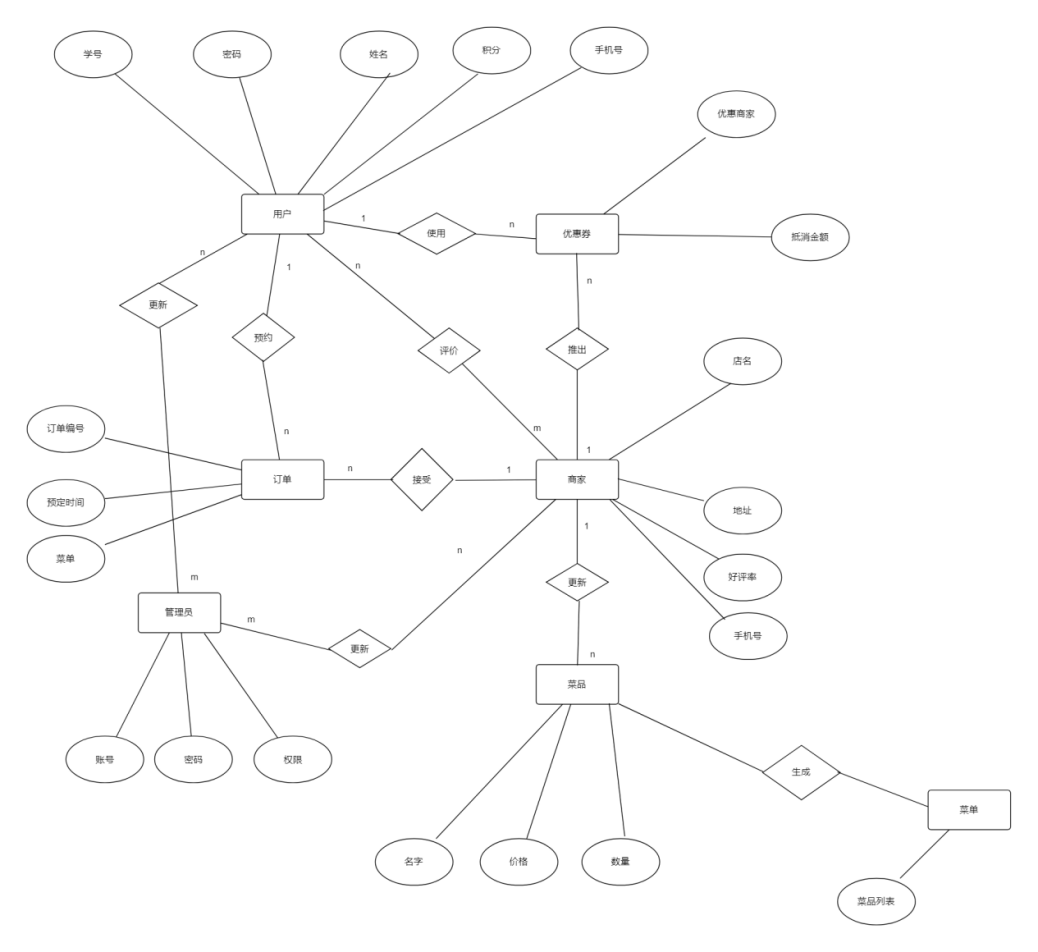 学号
密码
姓名
积分
手机号
优惠商家
用户
1
使用
n
优惠券
抵消金额
n
1
n
n
更新
预约
评价
推出
店名
订单编号
n
m
1
订单
n
接受
1
商家
预定时间
地址
1
菜单
n
好评率
m
更新
管理员
m
手机号
更新
n
菜品
账号
密码
权限
生成
菜单
名字
价格
数量
菜品列表